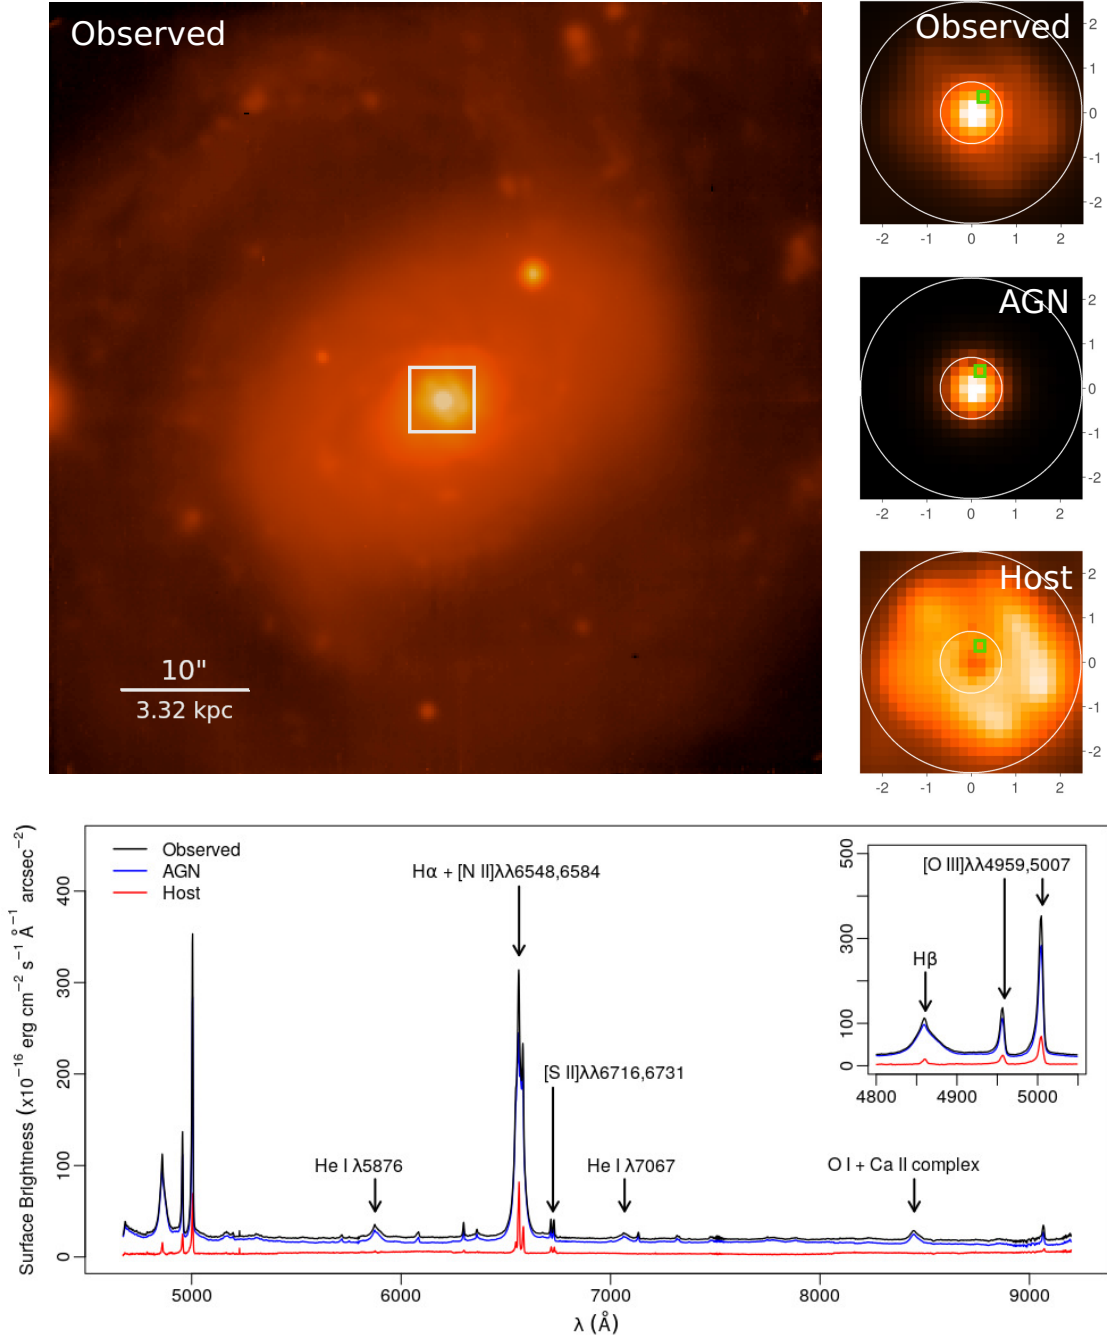 Observed
10"
3.32 kpc
Observed
2
1
0
-1
-2
-2 -1 0 1 2
AGN
2
1
0
-1
-2
-2 -1 0 1 2
Host
2
1
0
-1
-2
-2 -1 0 1 2
Surface Brightness (x10⁻¹⁶ erg cm⁻² s⁻¹ Å⁻¹ arcsec⁻²)
400
300
200
100
0
Observed
AGN
Host
Hα + [N II]λλ6548,6584
[S II]λλ6716,6731
He I λ5876
He I λ7067
O I + Ca II complex
500
300
100
0
[O III]λλ4959,5007
Hβ
4800 4900 5000
5000 6000 7000 8000 9000
λ (Å)